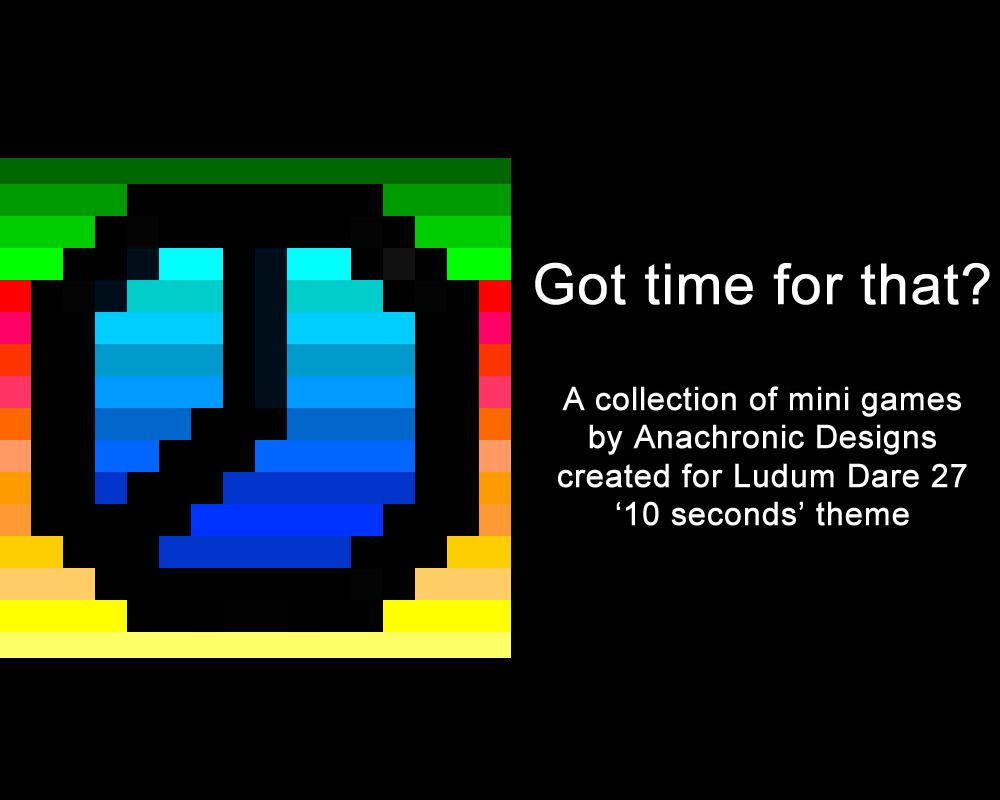 Got time for that?
A collection of mini games
by Anachronic Designs
created for Ludum Dare 27
‘10 seconds’ theme